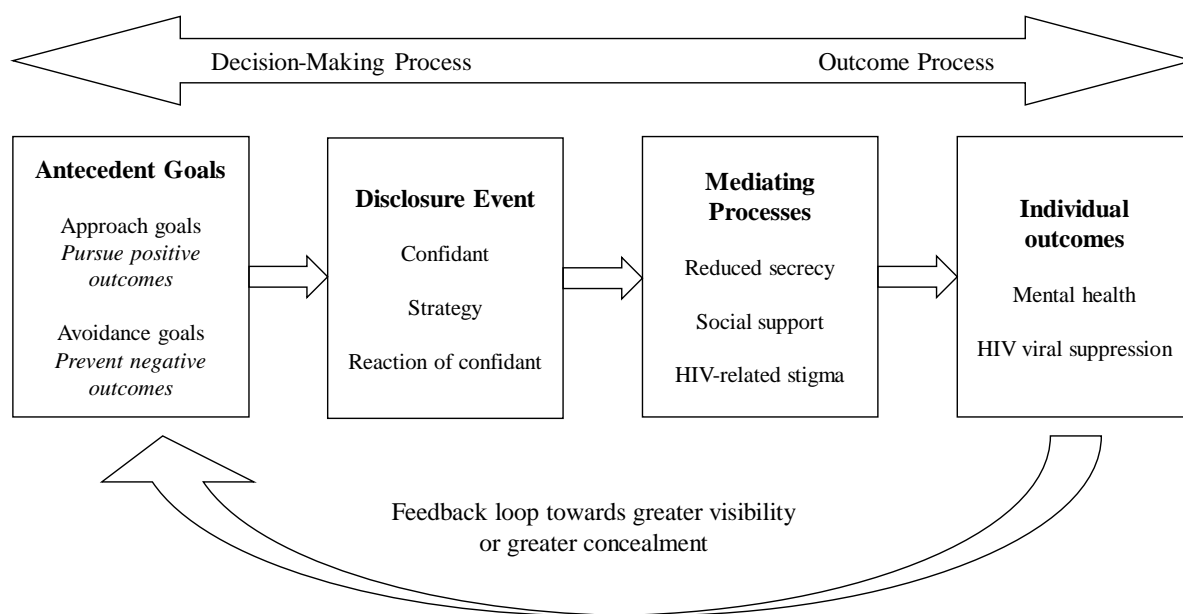 Decision-Making Process
Outcome Process
Antecedent Goals
Approach goals
Pursue positive
outcomes
Avoidance goals
Prevent negative
outcomes
Disclosure Event
Confidant
Strategy
Reaction of confidant
Mediating
Processes
Reduced secrecy
Social support
HIV-related stigma
Individual
outcomes
Mental health
HIV viral suppression
Feedback loop towards greater visibility
or greater concealment